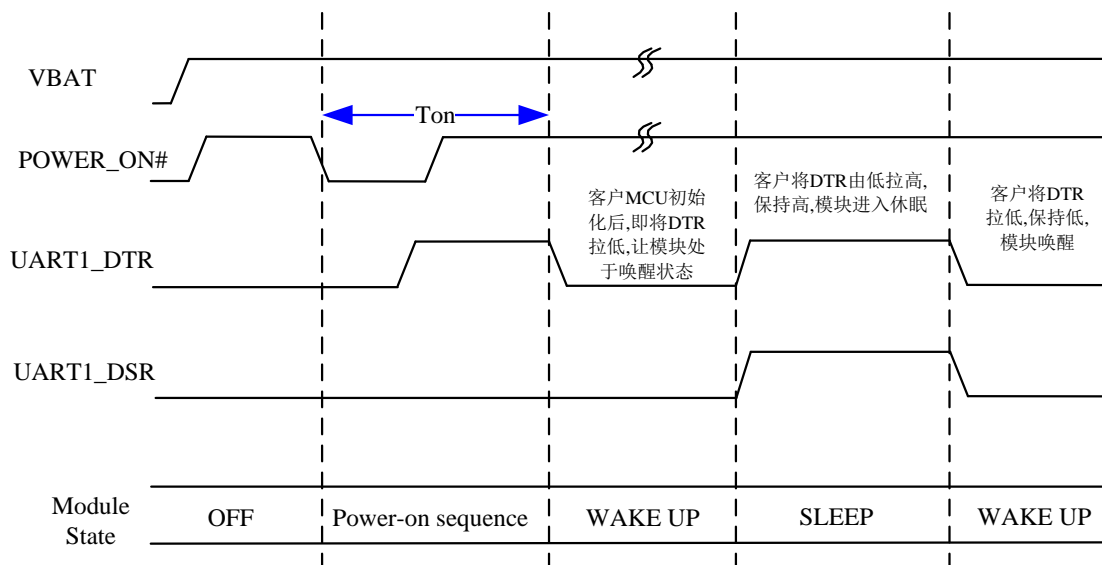 VBAT
Ton
POWER_ON#
客户MCU初始
化后,即将DTR
拉低,让模块处
于唤醒状态
客户将DTR由低拉高,
保持高,模块进入休眠
客户将DTR
拉低,保持低,
模块唤醒
UART1_DTR
UART1_DSR
Module
State
OFF
Power-on sequence
WAKE UP
SLEEP
WAKE UP